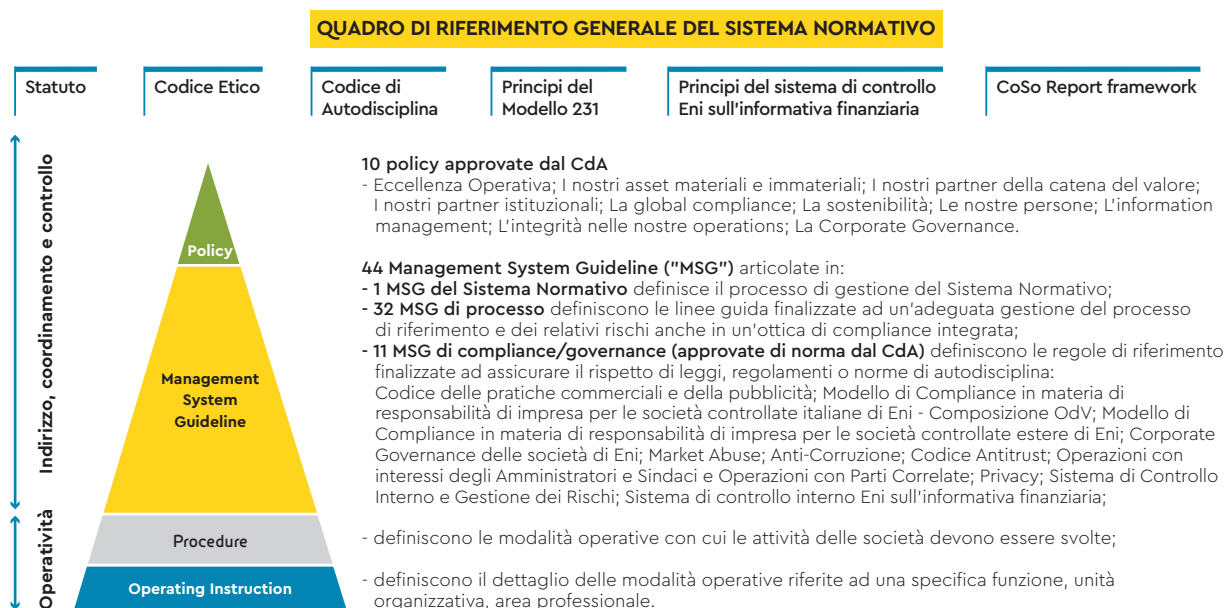 QUADRO DI RIFERIMENTO GENERALE DEL SISTEMA NORMATIVO
Statuto
Codice Etico
Codice di
Autodisciplina
Principi del
Modello 231
Principi del sistema di controllo
Eni sull'informativa finanziaria
CoSo Report framework
Indirizzo, coordinamento e controllo
Policy
10 policy approvate dal CdA
- Eccellenza Operativa; I nostri asset materiali e immateriali; I nostri partner della catena del valore;
I nostri partner istituzionali; La global compliance; La sostenibilità; Le nostre persone; L'information
management; L'integrità nelle nostre operations; La Corporate Governance.
Management
System
Guideline
44 Management System Guideline ("MSG") articolate in:
- 1 MSG del Sistema Normativo definisce il processo di gestione del Sistema Normativo;
- 32 MSG di processo definiscono le linee guida finalizzate ad un'adeguata gestione del processo
di riferimento e dei relativi rischi anche in un'ottica di compliance integrata;
- 11 MSG di compliance/governance (approvate di norma dal CdA) definiscono le regole di riferimento
finalizzate ad assicurare il rispetto di leggi, regolamenti o norme di autodisciplina:
Codice delle pratiche commerciali e della pubblicità; Modello di Compliance in materia di
responsabilità di impresa per le società controllate italiane di Eni - Composizione OdV; Modello di
Compliance in materia di responsabilità di impresa per le società controllate estere di Eni; Corporate
Governance delle società di Eni; Market Abuse; Anti-Corruzione; Codice Antitrust; Operazioni con
interessi degli Amministratori e Sindaci e Operazioni con Parti Correlate; Privacy; Sistema di Controllo
Interno e Gestione dei Rischi; Sistema di controllo interno Eni sull'informativa finanziaria;
Operatività
Procedure
- definiscono le modalità operative con cui le attività delle società devono essere svolte;
Operating Instruction
- definiscono il dettaglio delle modalità operative riferite ad una specifica funzione, unità
organizzativa, area professionale.